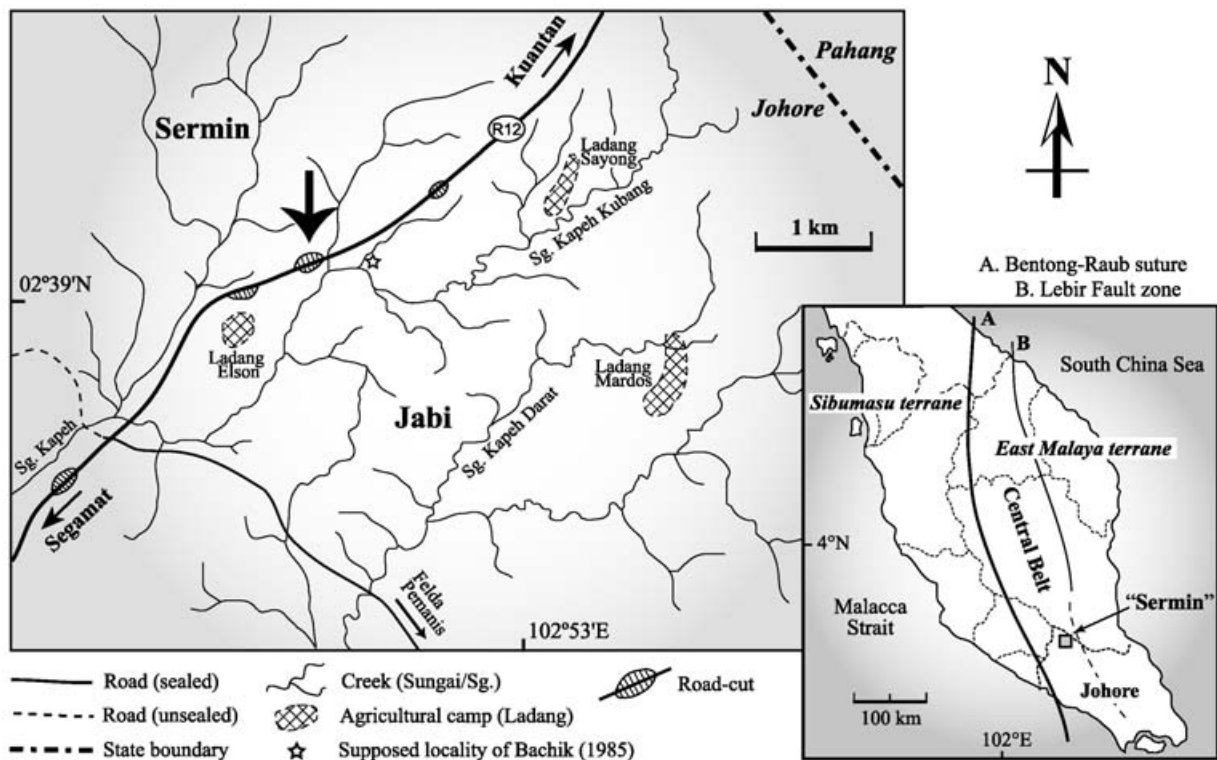 Pahang
Johore
Kuantan
R12
Sermin
Ladang
Sayong
Sg. Kapeh Kubang
1 km
N
A. Bentong-Raub suture
B. Lebir Fault zone
02°39'N
Ladang
Elson
Ladang
Mardos
Jabi
Sg. Kapeh Darat
Sg. Kapeh
Segamat
Felda
Pemanis
102°53'E
A
B
South China Sea
Sibumasu terrane
East Malaya terrane
Central Belt
4°N
"Sermin"
Malacca
Strait
Johore
100 km
102°E
Road (sealed)
Creek (Sungai/Sg.)
Road-cut
Road (unsealed)
Agricultural camp (Ladang)
State boundary
Supposed locality of Bachik (1985)